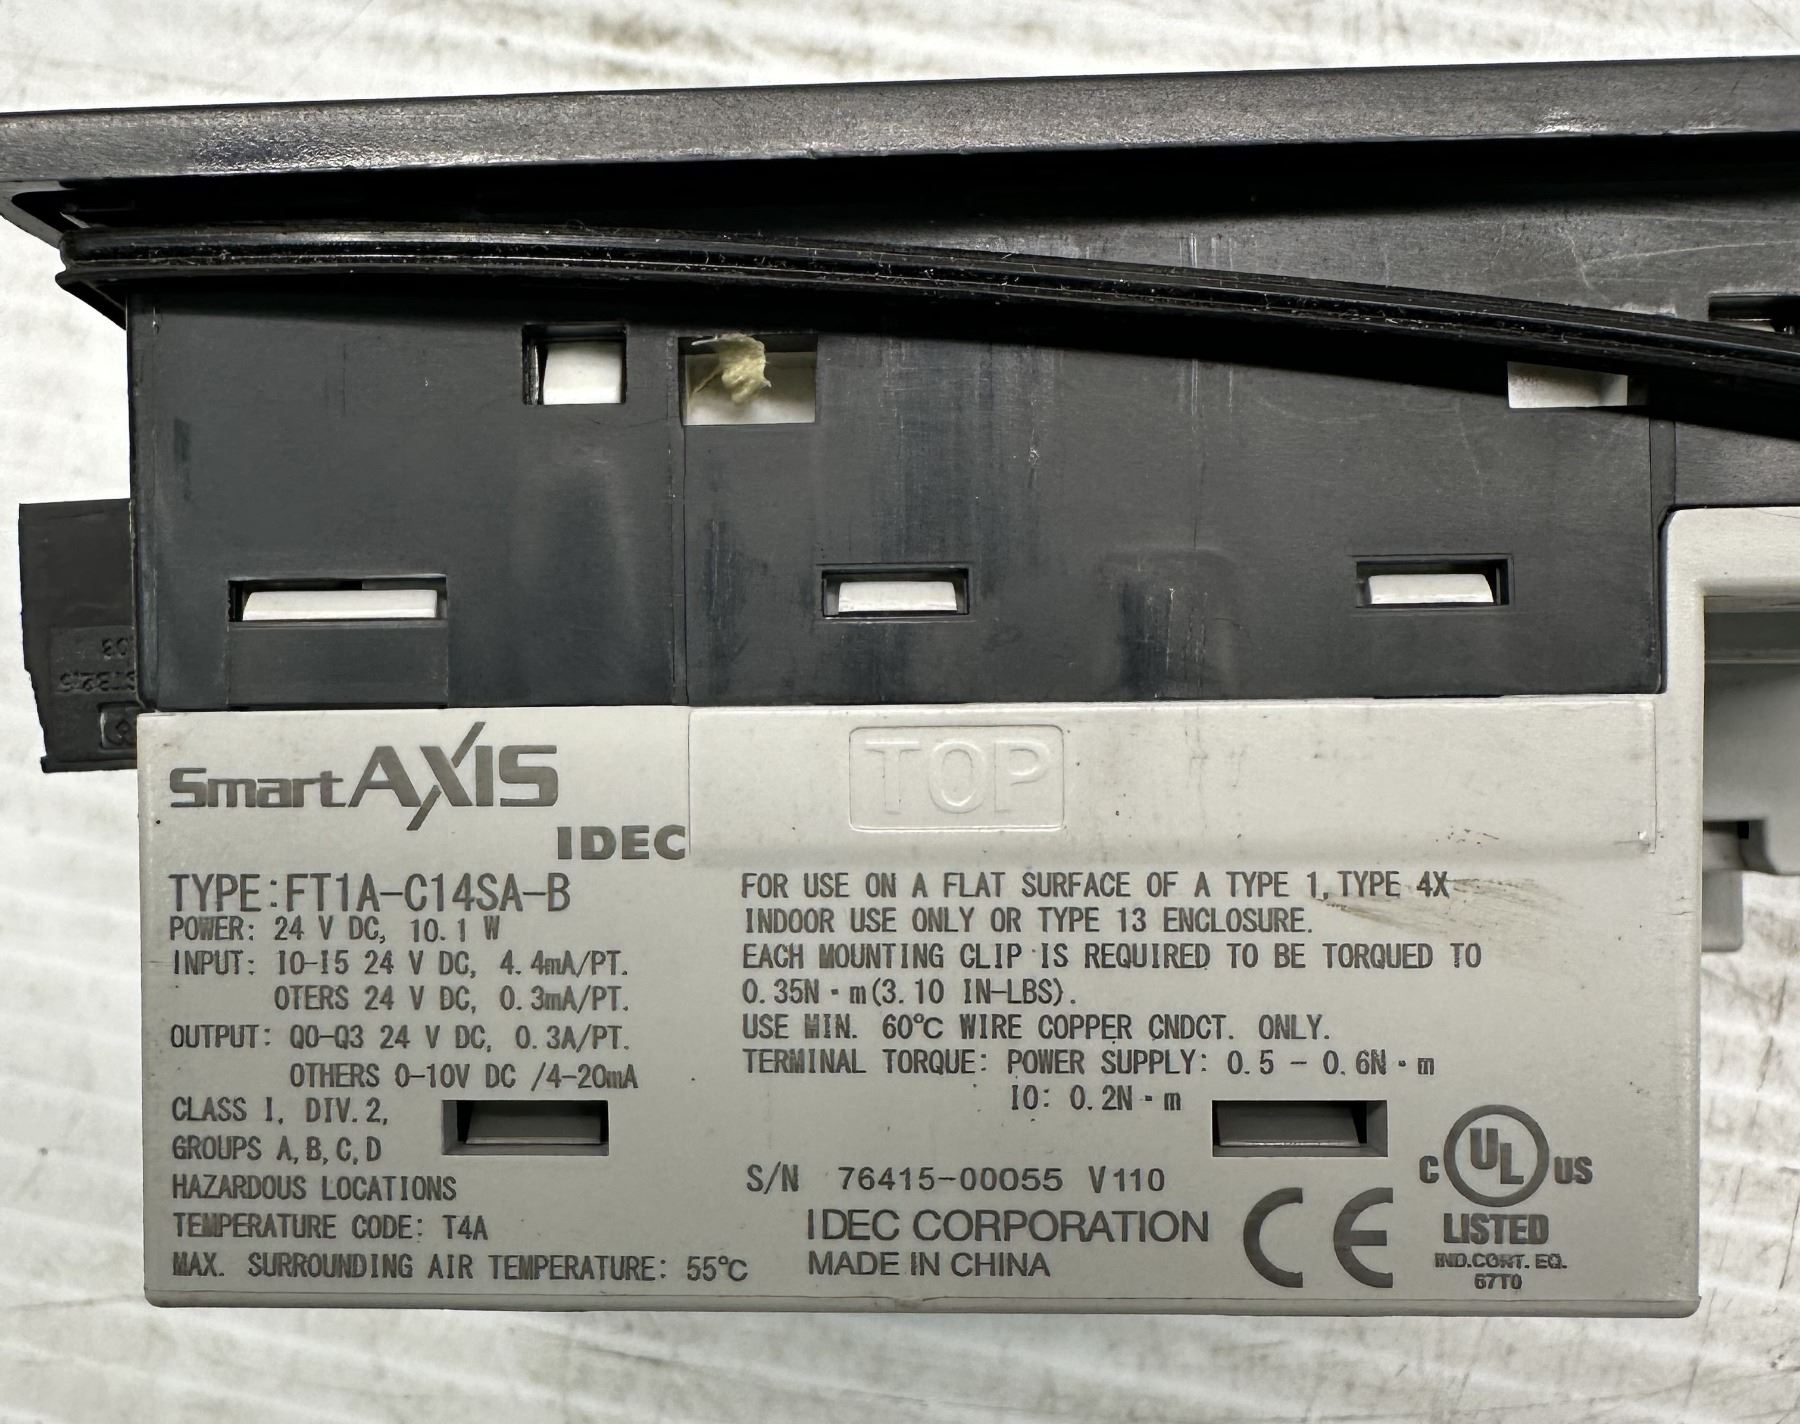 SmartAXIS
IDEC
TOP
TYPE:FT1A-C14SA-B
POWER: 24 V DC, 10.1 W
INPUT: I0-I5 24 V DC, 4.4mA/PT.
OTERS 24 V DC, 0.3mA/PT.
OUTPUT: Q0-Q3 24 V DC, 0.3A/PT.
OTHERS 0-10V DC /4-20mA
CLASS I, DIV.2,
GROUPS A,B,C,D
HAZARDOUS LOCATIONS
TEMPERATURE CODE: T4A
MAX. SURROUNDING AIR TEMPERATURE: 55°C
FOR USE ON A FLAT SURFACE OF A TYPE 1, TYPE 4X
INDOOR USE ONLY OR TYPE 13 ENCLOSURE.
EACH MOUNTING CLIP IS REQUIRED TO BE TORQUED TO
0.35N・m(3.10 IN-LBS).
USE MIN. 60°C WIRE COPPER CNDCT. ONLY.
TERMINAL TORQUE: POWER SUPPLY: 0.5 - 0.6N・m
IO: 0.2N・m
S/N 76415-00055 V110
IDEC CORPORATION
MADE IN CHINA
CE
C UL US
LISTED
IND.CONT. EQ.
67T0